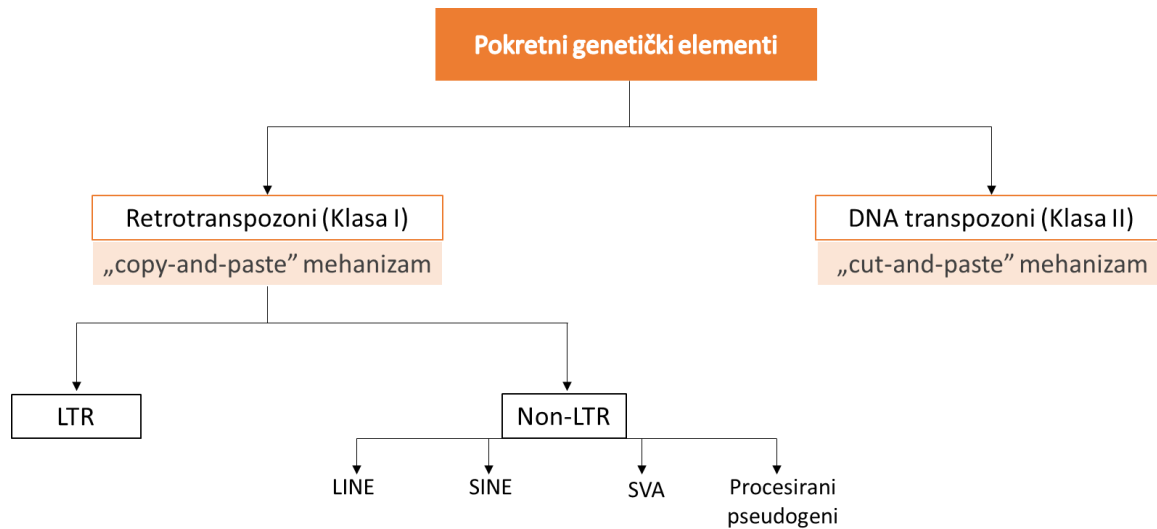 Pokretni genetički elementi
Retrotranspozoni (Klasa I)
„copy-and-paste” mehanizam
DNA transpozoni (Klasa II)
„cut-and-paste” mehanizam
LTR
Non-LTR
LINE
SINE
SVA
Procesirani
pseudogeni